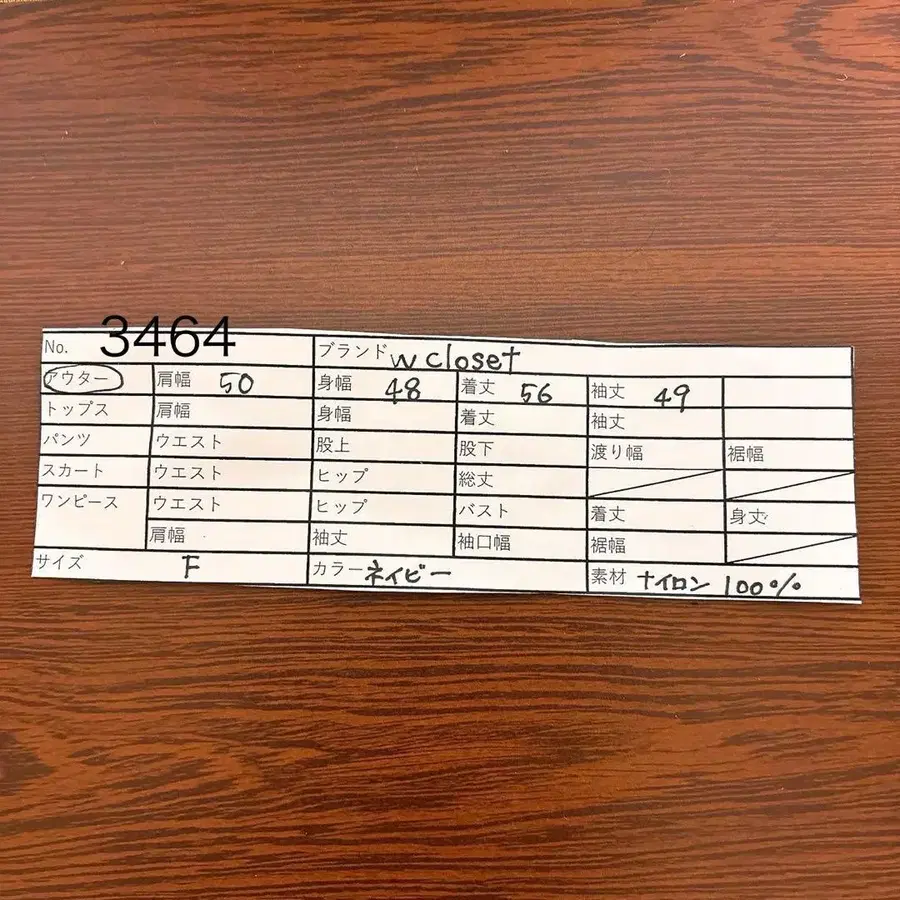 No. 3464 ブランド w closet
アウター 肩幅 50 身幅 48 着丈 56 袖丈 49
トップス 肩幅 身幅 着丈 袖丈
パンツ ウエスト 股上 股下 渡り幅 裾幅
スカート ウエスト ヒップ 総丈
ワンピース ウエスト ヒップ バスト 着丈 身丈
肩幅 袖丈 袖口幅 裾幅
サイズ F カラー ネイビー 素材 ナイロン 100%